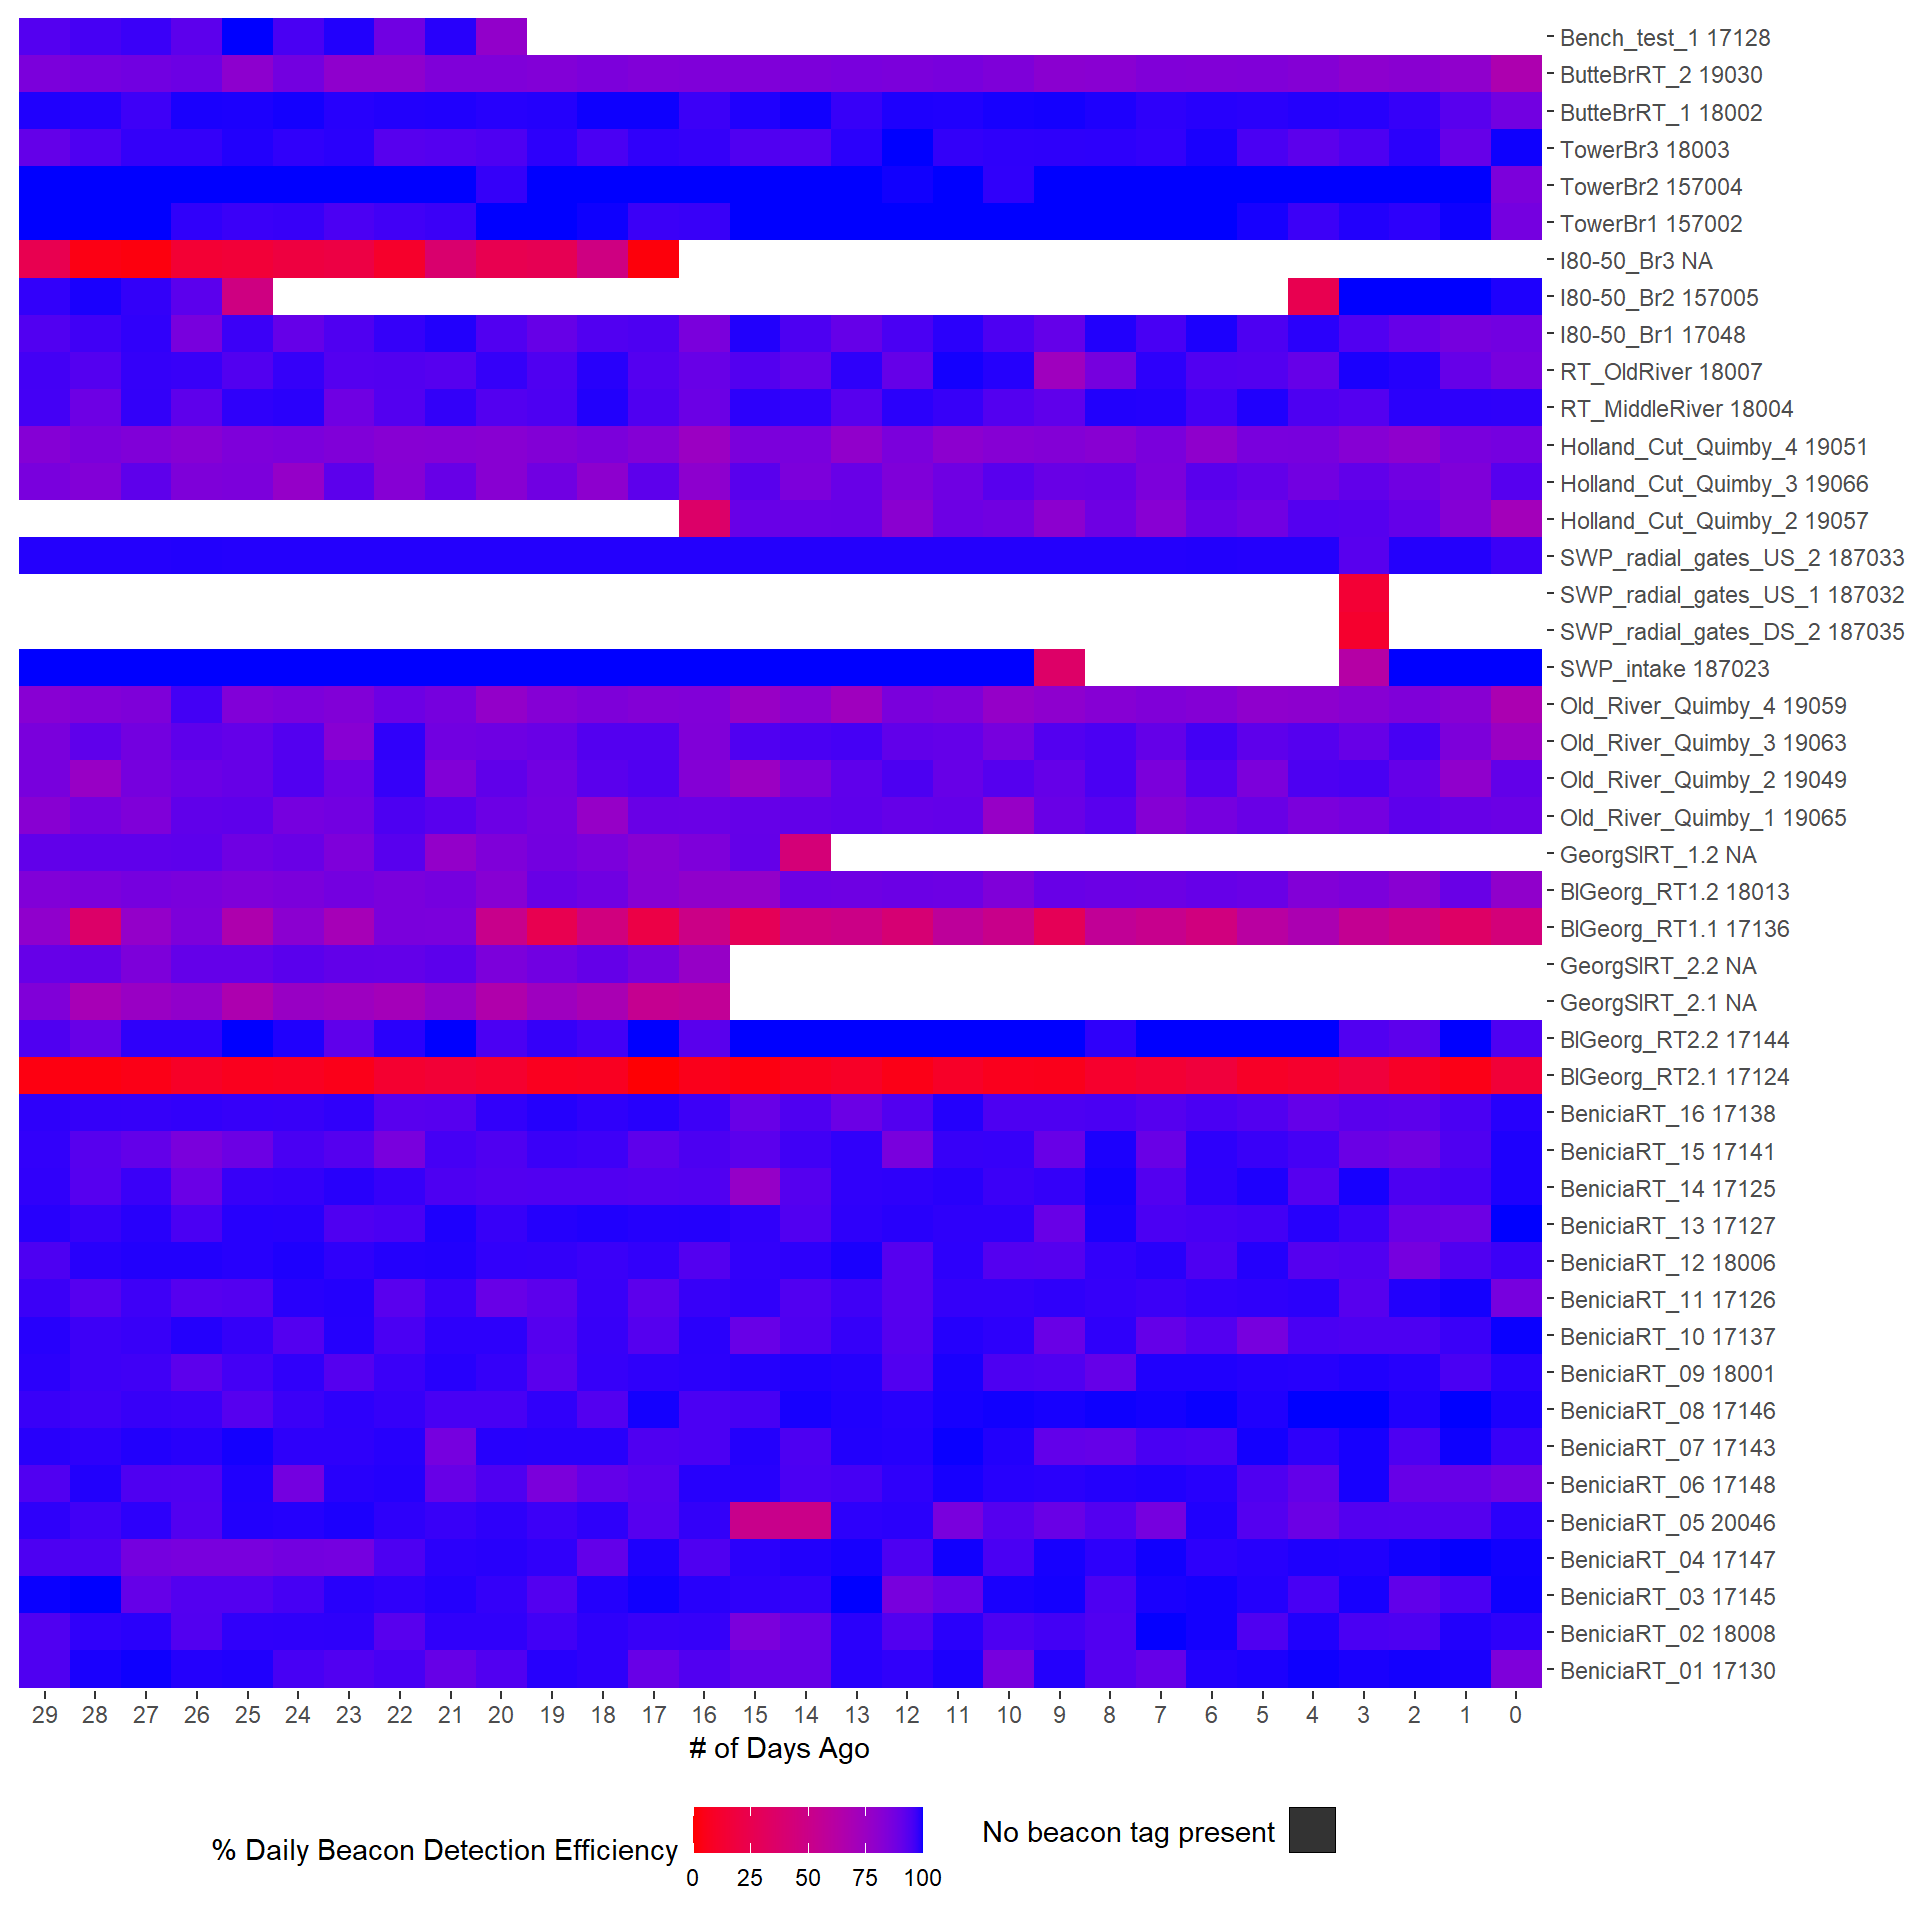 Bench_test_1 17128
ButteBrRT_2 19030
ButteBrRT_1 18002
TowerBr3 18003
TowerBr2 157004
TowerBr1 157002
I80-50_Br3 NA
I80-50_Br2 157005
I80-50_Br1 17048
RT_OldRiver 18007
RT_MiddleRiver 18004
Holland_Cut_Quimby_4 19051
Holland_Cut_Quimby_3 19066
Holland_Cut_Quimby_2 19057
SWP_radial_gates_US_2 187033
SWP_radial_gates_US_1 187032
SWP_radial_gates_DS_2 187035
SWP_intake 187023
Old_River_Quimby_4 19059
Old_River_Quimby_3 19063
Old_River_Quimby_2 19049
Old_River_Quimby_1 19065
GeorgSlRT_1.2 NA
BlGeorg_RT1.2 18013
BlGeorg_RT1.1 17136
GeorgSlRT_2.2 NA
GeorgSlRT_2.1 NA
BlGeorg_RT2.2 17144
BlGeorg_RT2.1 17124
BeniciaRT_16 17138
BeniciaRT_15 17141
BeniciaRT_14 17125
BeniciaRT_13 17127
BeniciaRT_12 18006
BeniciaRT_11 17126
BeniciaRT_10 17137
BeniciaRT_09 18001
BeniciaRT_08 17146
BeniciaRT_07 17143
BeniciaRT_06 17148
BeniciaRT_05 20046
BeniciaRT_04 17147
BeniciaRT_03 17145
BeniciaRT_02 18008
BeniciaRT_01 17130
29 28 27 26 25 24 23 22 21 20 19 18 17 16 15 14 13 12 11 10 9 8 7 6 5 4 3 2 1 0
# of Days Ago
% Daily Beacon Detection Efficiency
0 25 50 75 100
No beacon tag present